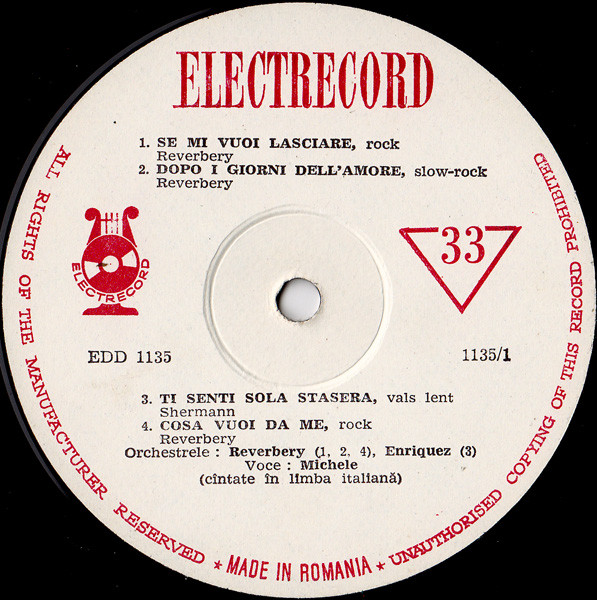 ELECTRECORD
1. SE MI VUOI LASCIARE, rock
Reverbery
2. DOPO I GIORNI DELL'AMORE, slow-rock
Reverbery
ELECTRECORD
33
EDD 1135
1135/1
3. TI SENTI SOLA STASERA, vals lent
Shermann
4. COSA VUOI DA ME, rock
Reverbery
Orchestrele : Reverbery (1, 2, 4), Enriquez (3)
Voce : Michele
(cîntate în limba italiană)
ALL RIGHTS OF THE MANUFACTURER RESERVED * MADE IN ROMANIA * UNAUTHORISED COPYING OF THIS RECORD PROHIBITED